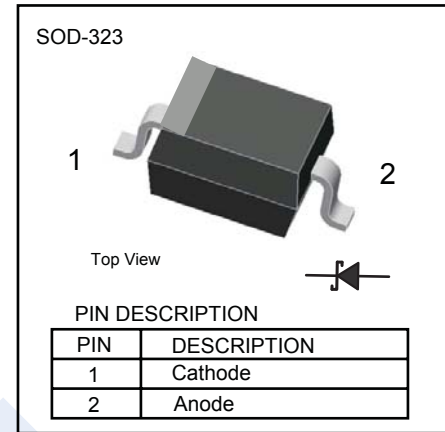 SOD-323
1
2
Top View
PIN DESCRIPTION
PIN DESCRIPTION
1 Cathode
2 Anode